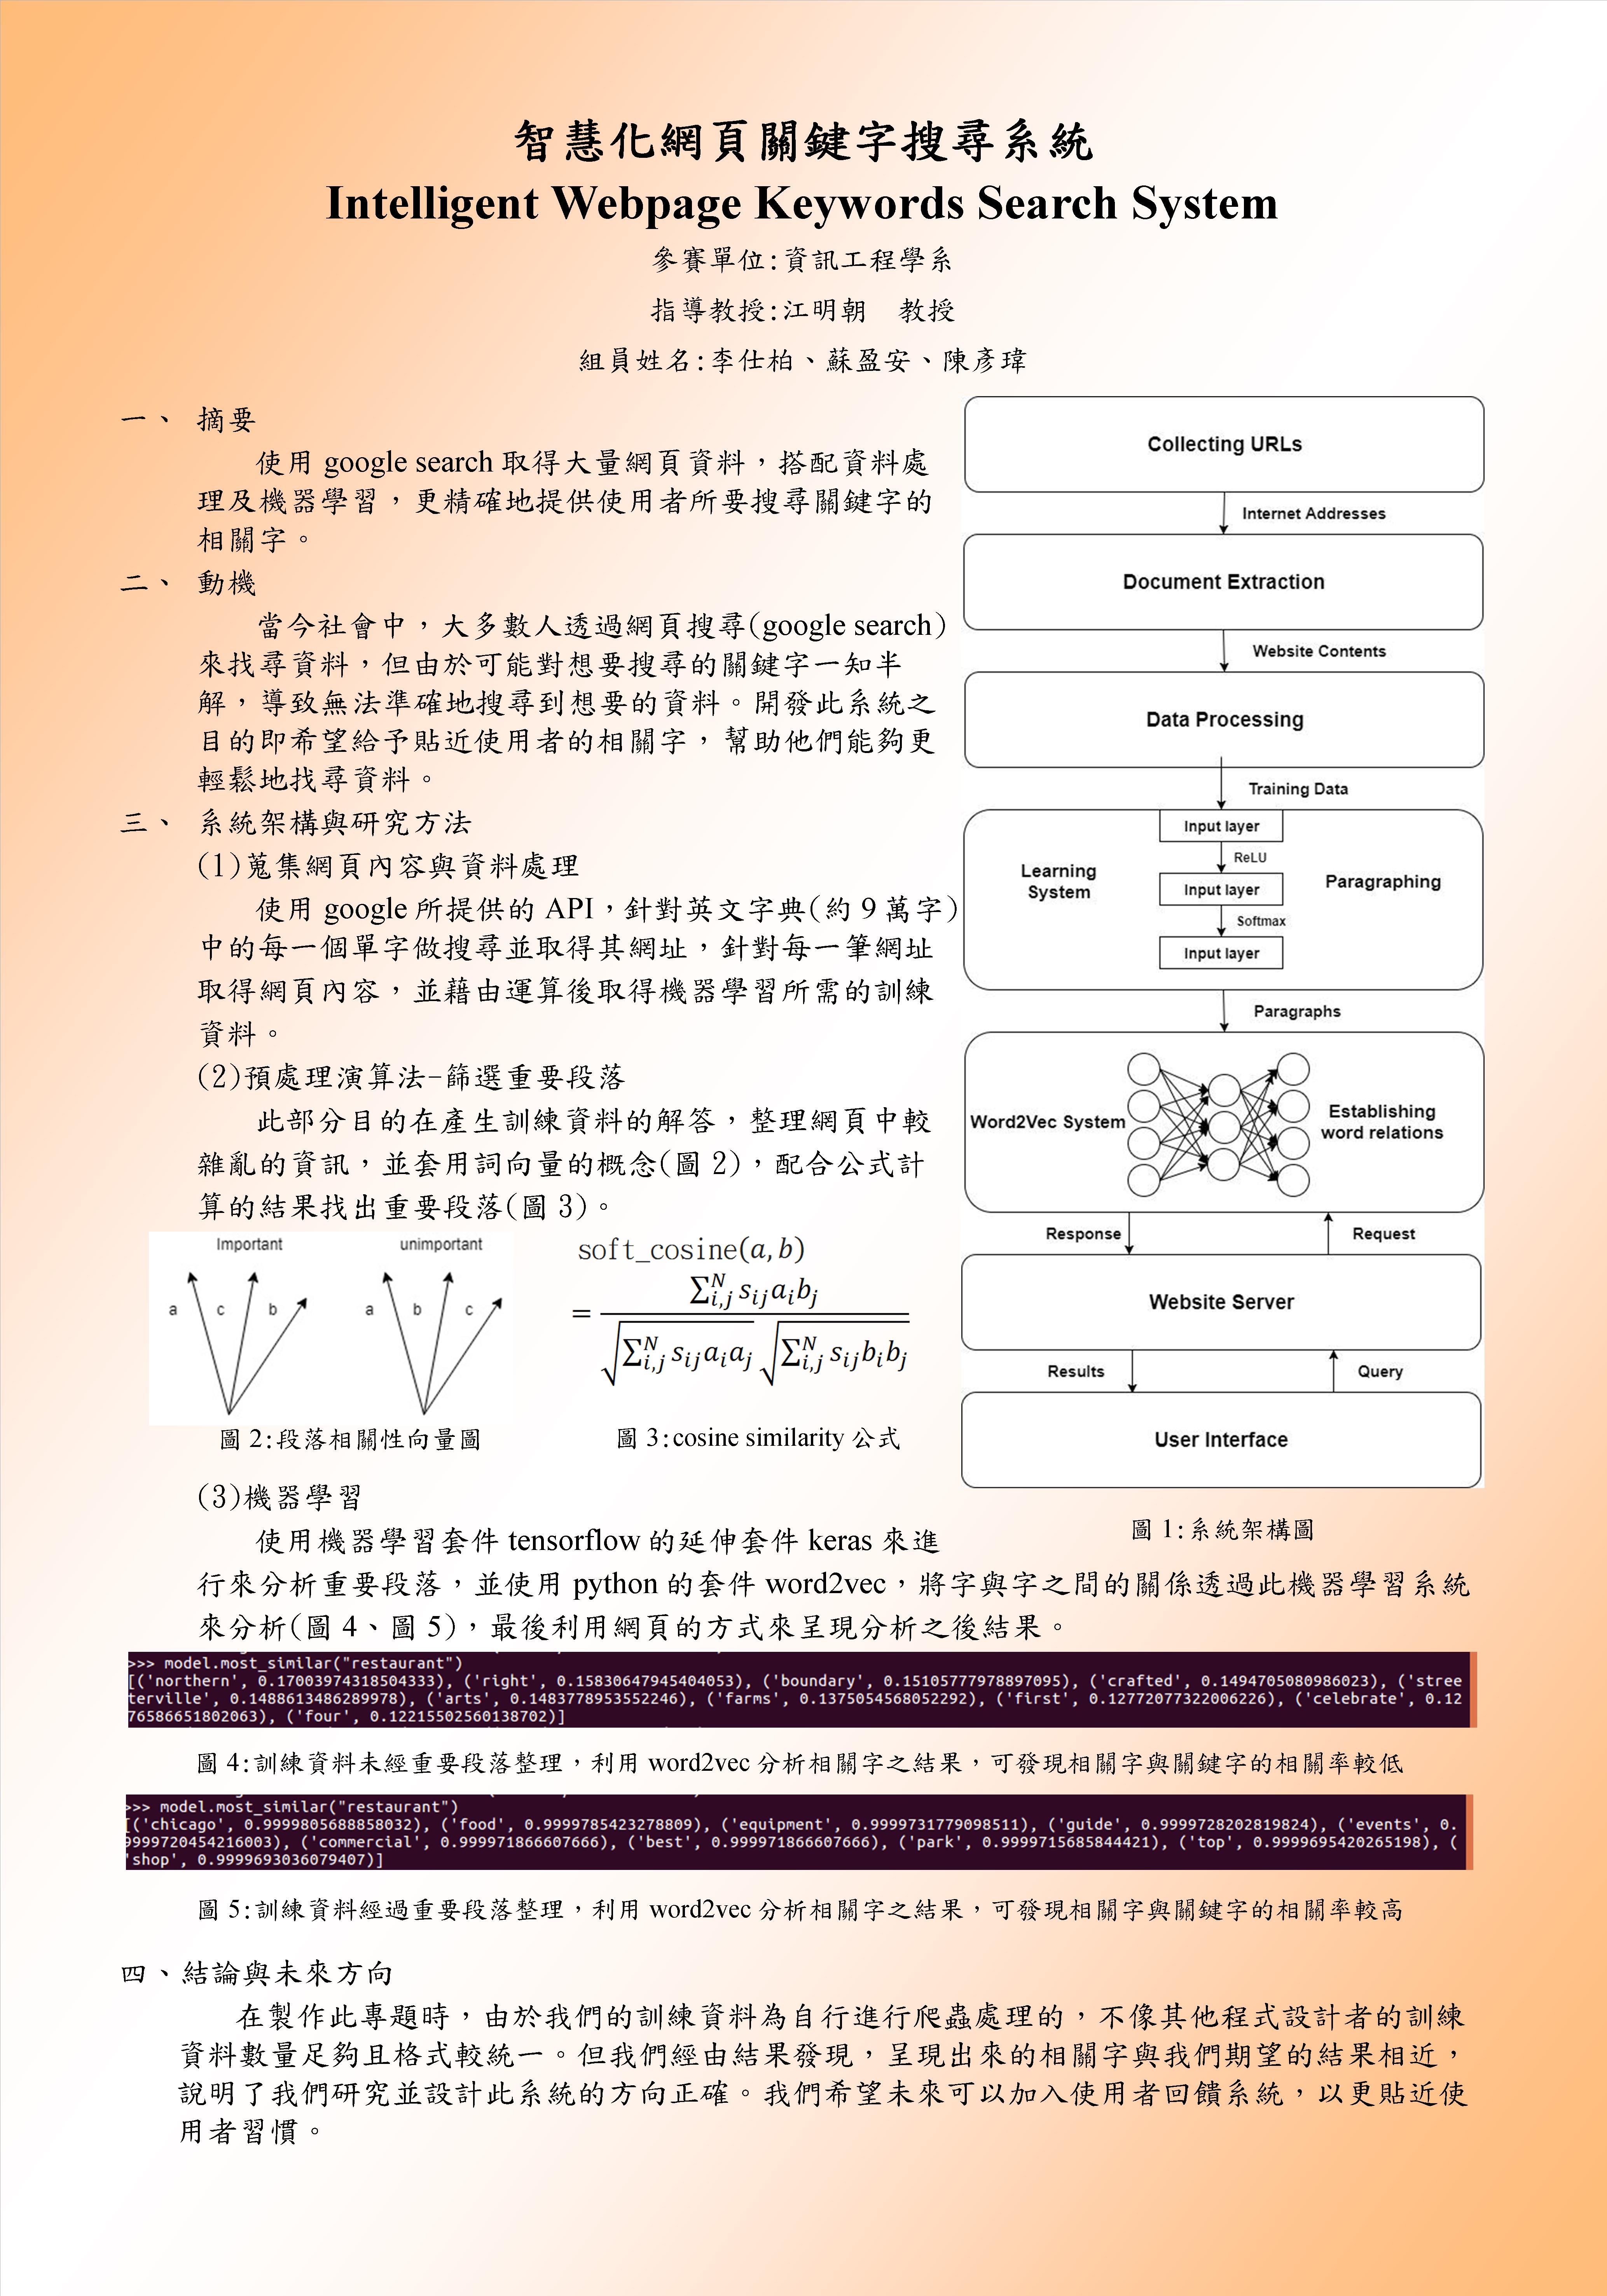 智慧化網頁關鍵字搜尋系統
Intelligent Webpage Keywords Search System
參賽單位:資訊工程學系
指導教授:江明朝　教授
組員姓名:李仕柏、蘇盈安、陳彥瑋
一、 摘要
使用 google search 取得大量網頁資料，搭配資料處
理及機器學習，更精確地提供使用者所要搜尋關鍵字的
相關字。
二、 動機
當今社會中，大多數人透過網頁搜尋(google search)
來找尋資料，但由於可能對想要搜尋的關鍵字一知半
解，導致無法準確地搜尋到想要的資料。開發此系統之
目的即希望給予貼近使用者的相關字，幫助他們能夠更
輕鬆地找尋資料。
三、 系統架構與研究方法
(1)蒐集網頁內容與資料處理
使用 google 所提供的 API，針對英文字典(約 9 萬字)
中的每一個單字做搜尋並取得其網址，針對每一筆網址
取得網頁內容，並藉由運算後取得機器學習所需的訓練
資料。
(2)預處理演算法-篩選重要段落
此部分目的在產生訓練資料的解答，整理網頁中較
雜亂的資訊，並套用詞向量的概念(圖 2)，配合公式計
算的結果找出重要段落(圖 3)。
Important
a c b
unimportant
a b c
圖 2:段落相關性向量圖
soft_cosine(a, b)
= \frac{\sum_{i,j}^{N} s_{ij} a_i b_j}{\sqrt{\sum_{i,j}^{N} s_{ij} a_i a_j} \sqrt{\sum_{i,j}^{N} s_{ij} b_i b_j}}
圖 3:cosine similarity 公式
Collecting URLs
Internet Addresses
Document Extraction
Website Contents
Data Processing
Training Data
Learning
System
Input layer
ReLU
Input layer
Softmax
Input layer
Paragraphing
Paragraphs
Word2Vec System
Establishing
word relations
Response
Request
Website Server
Results
Query
User Interface
圖 1:系統架構圖
(3)機器學習
使用機器學習套件 tensorflow 的延伸套件 keras 來進
行來分析重要段落，並使用 python 的套件 word2vec，將字與字之間的關係透過此機器學習系統
來分析(圖 4、圖 5)，最後利用網頁的方式來呈現分析之後結果。
>>> model.most_similar("restaurant")
[('northern', 0.17003974318504333), ('right', 0.15830647945404053), ('boundary', 0.15105777978897095), ('crafted', 0.1494705080986023), ('stree
terville', 0.1488613486289978), ('arts', 0.1483778953552246), ('farms', 0.1375054568052292), ('first', 0.12772077322006226), ('celebrate', 0.12
76586651802063), ('four', 0.12215502560138702)]
圖 4:訓練資料未經重要段落整理，利用 word2vec 分析相關字之結果，可發現相關字與關鍵字的相關率較低
>>> model.most_similar("restaurant")
[('chicago', 0.9999805688858032), ('food', 0.9999785423278809), ('equipment', 0.9999731779098511), ('guide', 0.9999728202819824), ('events', 0.
9999720454216003), ('commercial', 0.999971866607666), ('best', 0.999971866607666), ('park', 0.9999715685844421), ('top', 0.9999695420265198), (
'shop', 0.9999693036079407)]
圖 5:訓練資料經過重要段落整理，利用 word2vec 分析相關字之結果，可發現相關字與關鍵字的相關率較高
四、結論與未來方向
在製作此專題時，由於我們的訓練資料為自行進行爬蟲處理的，不像其他程式設計者的訓練
資料數量足夠且格式較統一。但我們經由結果發現，呈現出來的相關字與我們期望的結果相近，
說明了我們研究並設計此系統的方向正確。我們希望未來可以加入使用者回饋系統，以更貼近使
用者習慣。